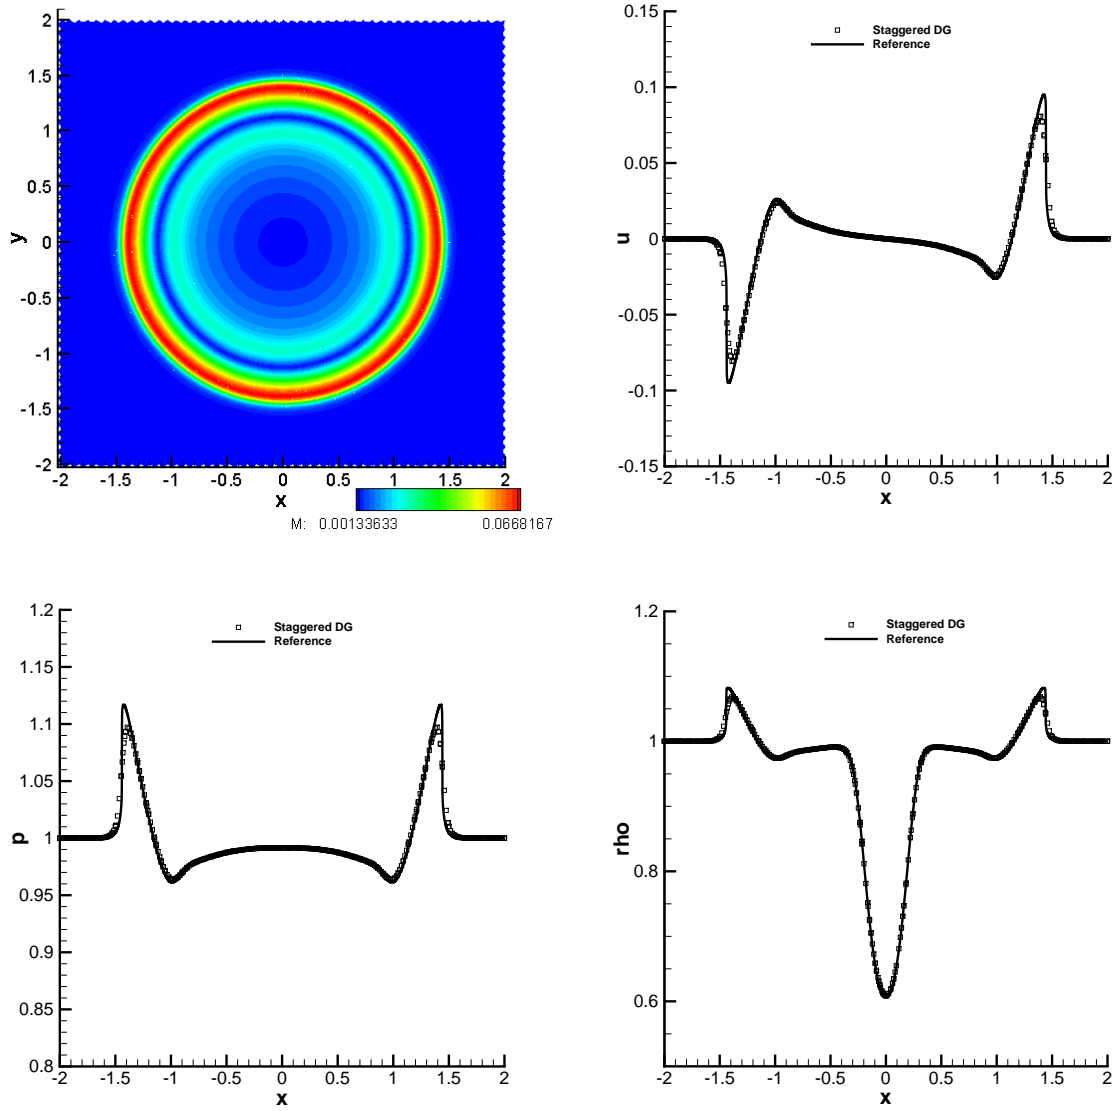 2
1.5
1
0.5
0
-0.5
-1
-1.5
-2
y
-2 -1.5 -1 -0.5 0 0.5 1 1.5 2
x
M: 0.00133633 0.0668167
0.15
0.1
0.05
0
-0.05
-0.1
-0.15
u
Staggered DG
Reference
-2 -1.5 -1 -0.5 0 0.5 1 1.5 2
x
1.2
1.15
1.1
1.05
1
0.95
0.9
0.85
0.8
p
Staggered DG
Reference
-2 -1.5 -1 -0.5 0 0.5 1 1.5 2
x
1.2
1
0.8
0.6
rho
Staggered DG
Reference
-2 -1.5 -1 -0.5 0 0.5 1 1.5 2
x